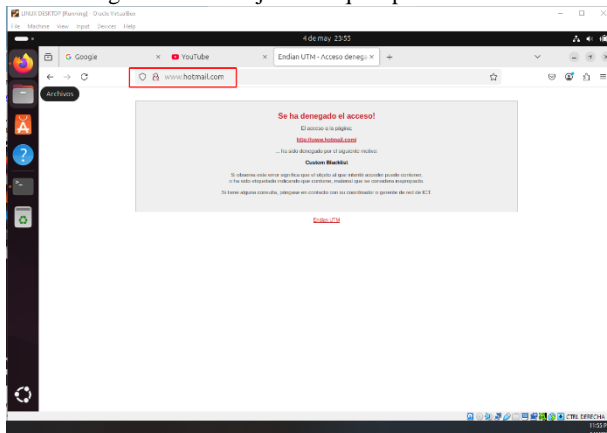 LINUX DESKTOP [Running] - Oracle VirtualBox
File Machine View Input Devices Help
4 de may 23:55
Google
YouTube
Endian UTM - Acceso deneg
www.hotmail.com
Archivos
Se ha denegado el acceso!
El acceso a la página:
http://www.hotmail.com/
... ha sido denegado por el siguiente motivo:
Custom Blacklist
Si observa este error significa que el objeto al que intentó acceder puede contener,
o ha sido etiquetado indicando que contiene, material que se considera inapropiado.
Si tiene alguna consulta, póngase en contacto con su coordinador o gerente de red de ICT.
Endian UTM
CTRL DERECHA
11:55 P